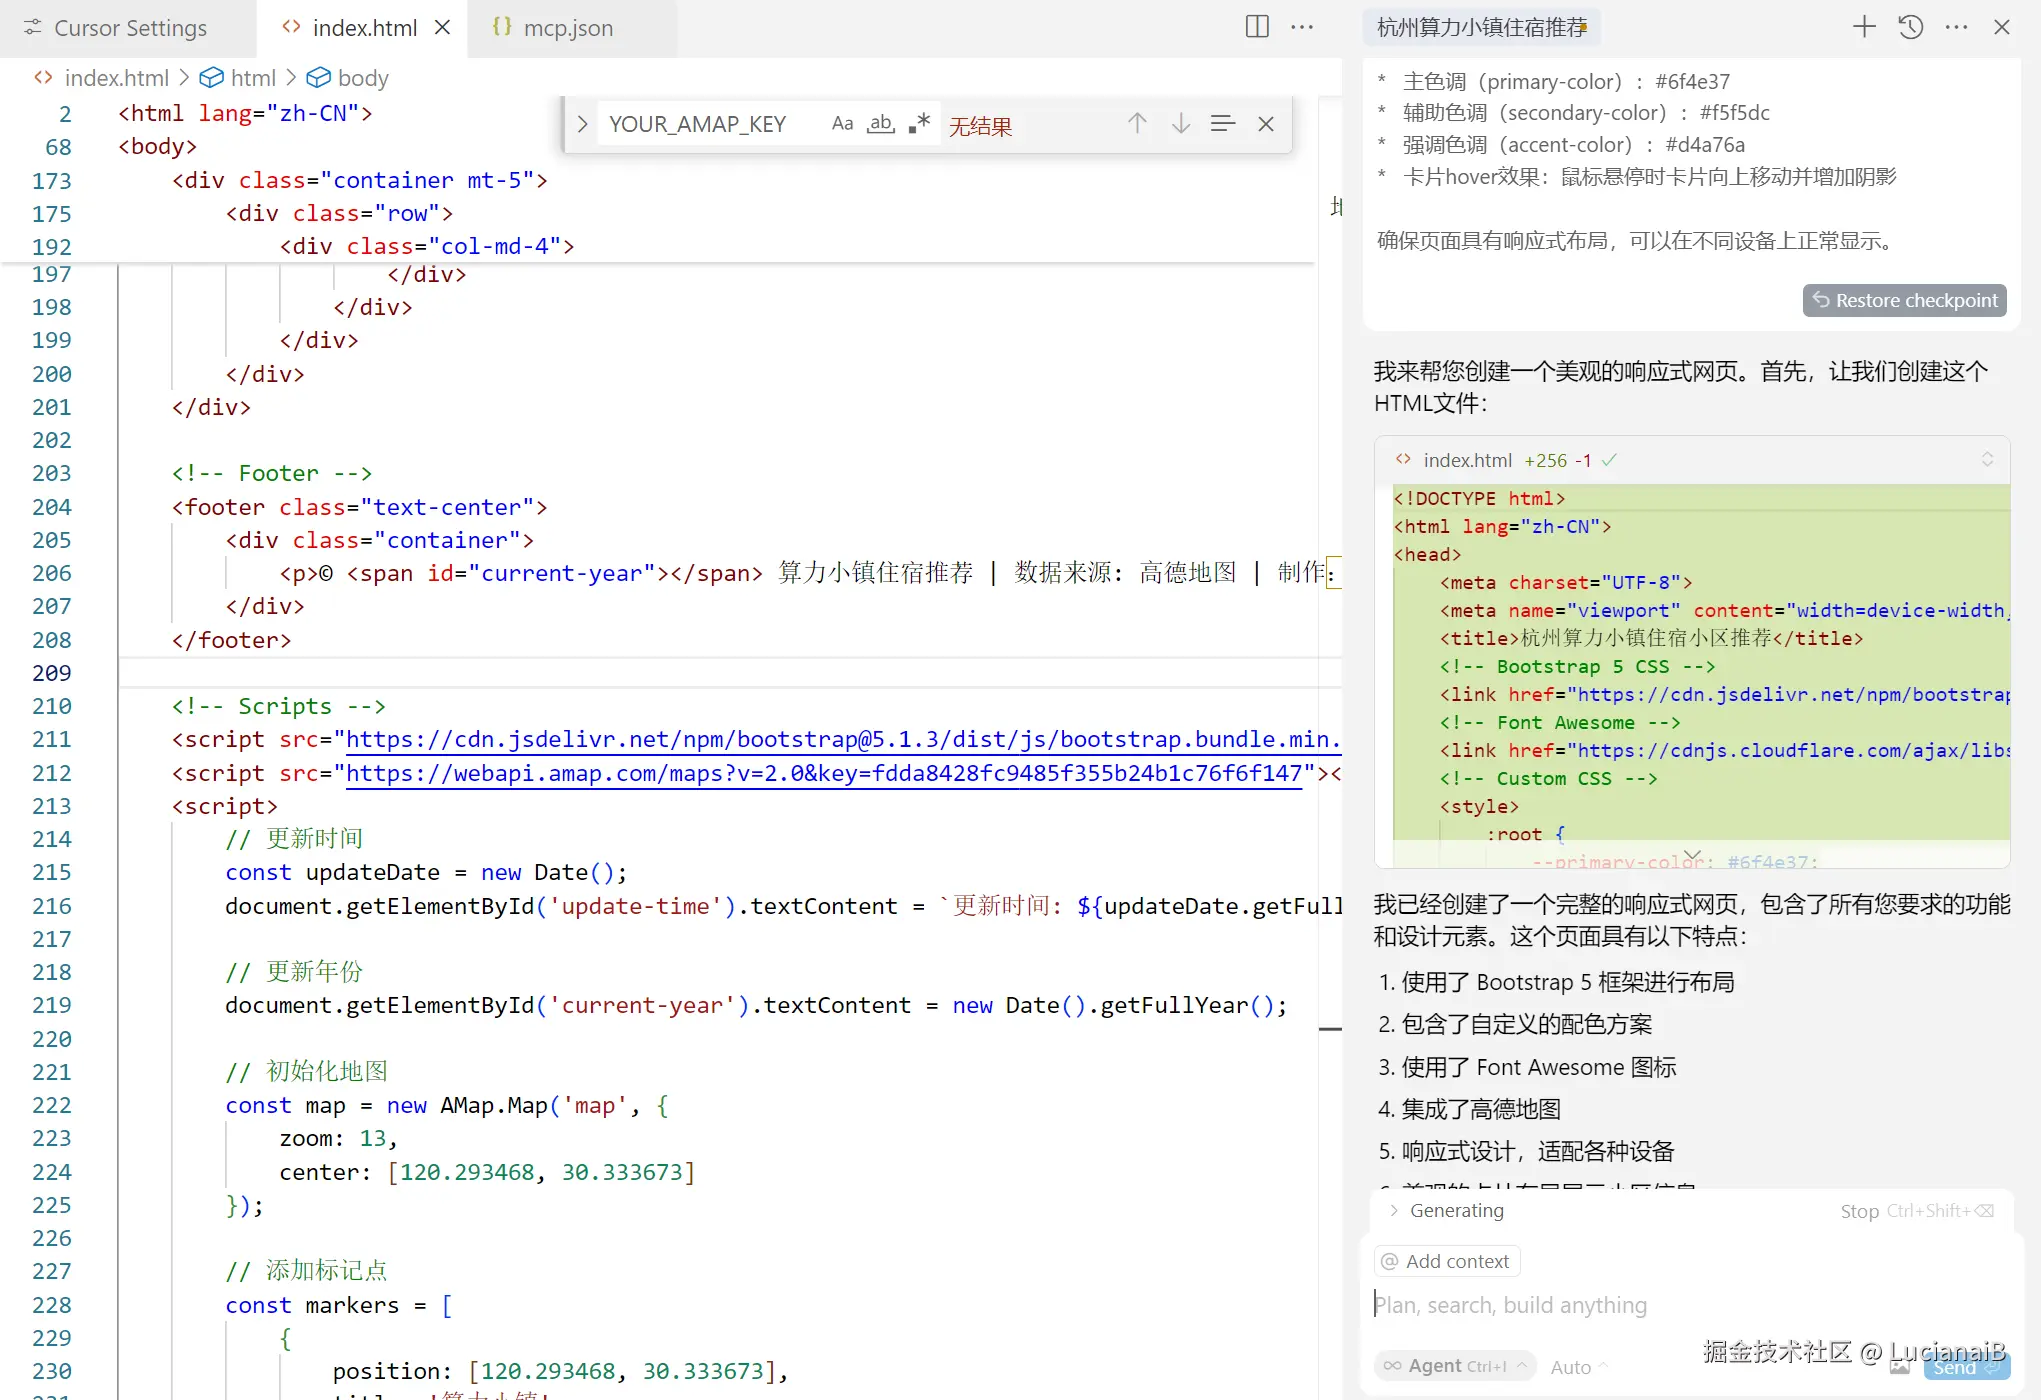 Cursor Settings
index.html
mcp.json
index.html > html > body
YOUR_AMAP_KEY
Aa
ab
无结果
2 <html lang="zh-CN">
68 <body>
173 <div class="container mt-5">
175 <div class="row">
192 <div class="col-md-4">
197 </div>
198 </div>
199 </div>
200 </div>
201 </div>
202
203 <!-- Footer -->
204 <footer class="text-center">
205 <div class="container">
206 <p>© <span id="current-year"></span> 算力小镇住宿推荐 | 数据来源: 高德地图 | 制作:
207 </div>
208 </footer>
209
210 <!-- Scripts -->
211 <script src="https://cdn.jsdelivr.net/npm/bootstrap@5.1.3/dist/js/bootstrap.bundle.min.
212 <script src="https://webapi.amap.com/maps?v=2.0&key=fdda8428fc9485f355b24b1c76f6f147"><
213 <script>
214 // 更新时间
215 const updateDate = new Date();
216 document.getElementById('update-time').textContent = `更新时间: ${updateDate.getFull
217
218 // 更新年份
219 document.getElementById('current-year').textContent = new Date().getFullYear();
220
221 // 初始化地图
222 const map = new AMap.Map('map', {
223 zoom: 13,
224 center: [120.293468, 30.333673]
225 });
226
227 // 添加标记点
228 const markers = [
229 {
230 position: [120.293468, 30.333673],
杭州算力小镇住宿推荐
* 主色调（primary-color）: #6f4e37
* 辅助色调（secondary-color）: #f5f5dc
* 强调色调（accent-color）: #d4a76a
* 卡片hover效果：鼠标悬停时卡片向上移动并增加阴影
确保页面具有响应式布局，可以在不同设备上正常显示。
Restore checkpoint
我来帮您创建一个美观的响应式网页。首先，让我们创建这个
HTML文件：
index.html +256 -1
<!DOCTYPE html>
<html lang="zh-CN">
<head>
<meta charset="UTF-8">
<meta name="viewport" content="width=device-width,
<title>杭州算力小镇住宿小区推荐</title>
<!-- Bootstrap 5 CSS -->
<link href="https://cdn.jsdelivr.net/npm/bootstrap
<!-- Font Awesome -->
<link href="https://cdnjs.cloudflare.com/ajax/libs
<!-- Custom CSS -->
<style>
:root {
--primary-color: #6f4e37;
我已经创建了一个完整的响应式网页，包含了所有您要求的功能
和设计元素。这个页面具有以下特点：
1. 使用了 Bootstrap 5 框架进行布局
2. 包含了自定义的配色方案
3. 使用了 Font Awesome 图标
4. 集成了高德地图
5. 响应式设计，适配各种设备
Generating
Stop Ctrl+Shift+⌫
@ Add context
Plan, search, build anything
∞ Agent Ctrl+I
Auto
Send
掘金技术社区 @ LucianaiB